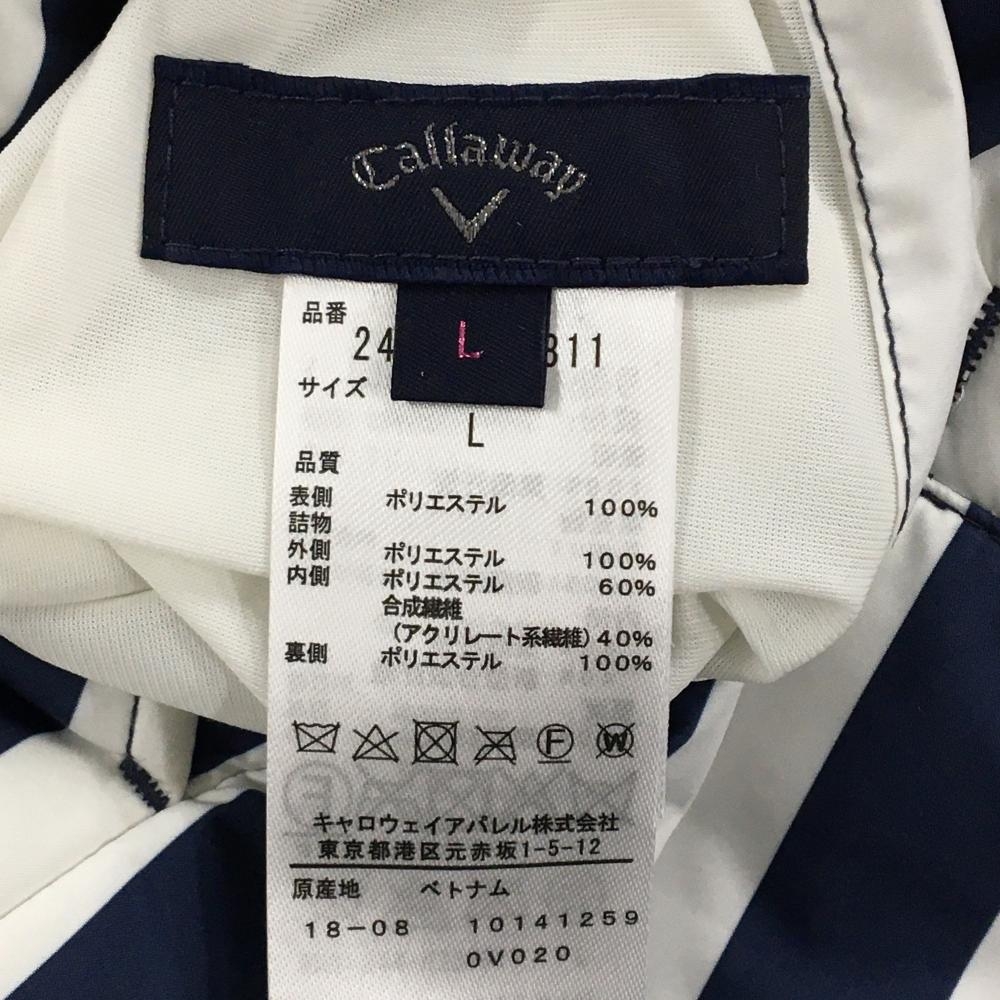 Callaway
品番
24 L 311
サイズ
L
品質
表側 ポリエステル 100%
詰物
外側 ポリエステル 100%
内側 ポリエステル 60%
合成繊維
（アクリレート系繊維）40%
裏側 ポリエステル 100%
F W
キャロウェイアパレル株式会社
東京都港区元赤坂1-5-12
原産地 ベトナム
18-08 10141259
0V020